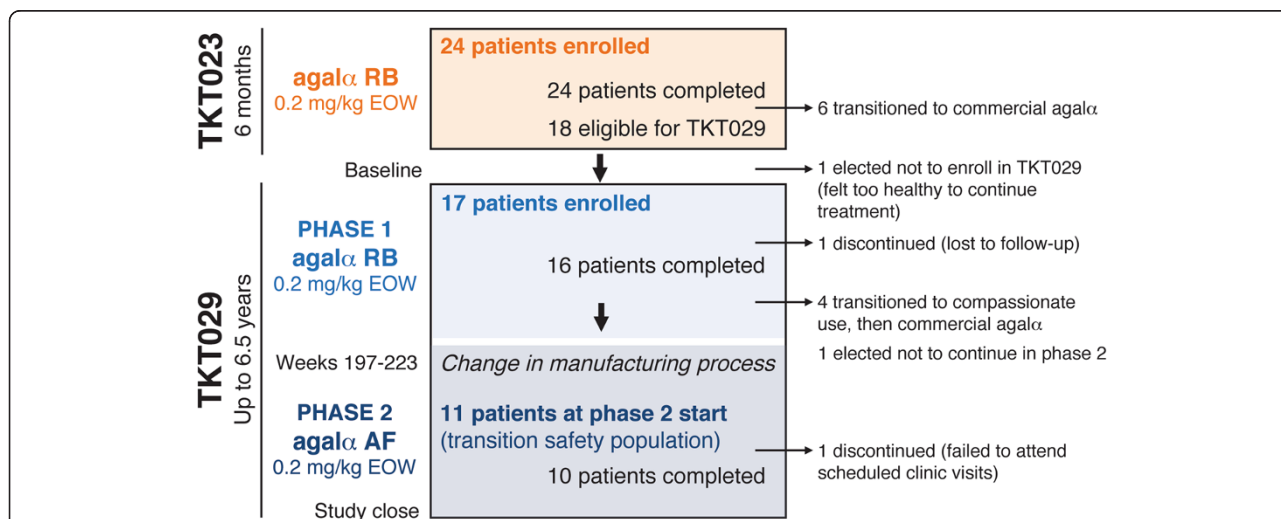 TKT023
6 months
agalα RB
0.2 mg/kg EOW
24 patients enrolled
24 patients completed
18 eligible for TKT029
6 transitioned to commercial agalα
Baseline
1 elected not to enroll in TKT029
(felt too healthy to continue
treatment)
TKT029
Up to 6.5 years
PHASE 1
agalα RB
0.2 mg/kg EOW
17 patients enrolled
16 patients completed
1 discontinued (lost to follow-up)
4 transitioned to compassionate
use, then commercial agalα
1 elected not to continue in phase 2
Weeks 197-223
Change in manufacturing process
PHASE 2
agalα AF
0.2 mg/kg EOW
11 patients at phase 2 start
(transition safety population)
10 patients completed
1 discontinued (failed to attend
scheduled clinic visits)
Study close